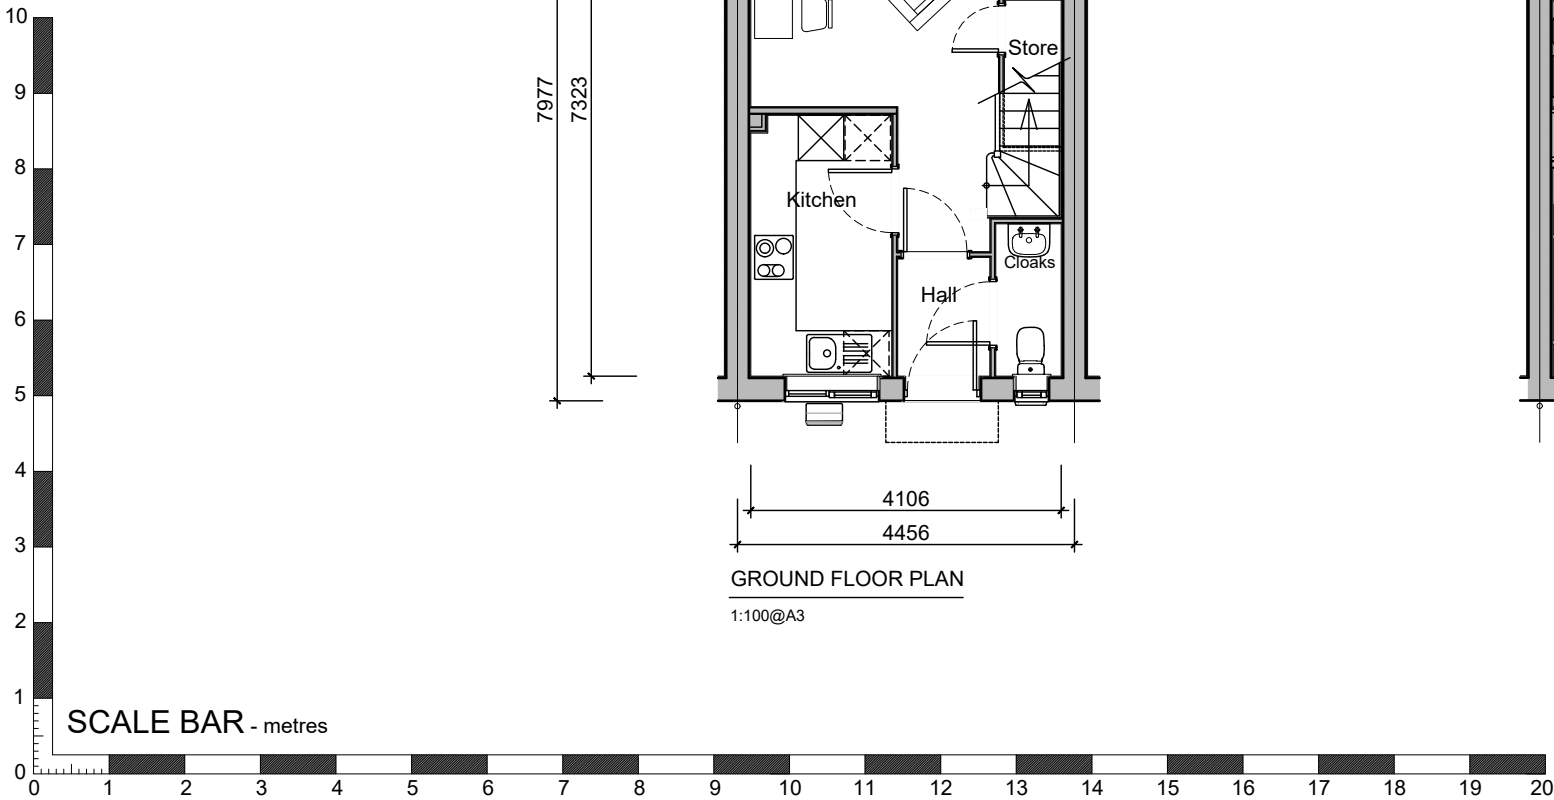 10
9
8
7
6
5
4
3
2
1
0
7977
7323
Store
Kitchen
Cloaks
Hall
4106
4456
GROUND FLOOR PLAN
1:100@A3
SCALE BAR - metres
0 1 2 3 4 5 6 7 8 9 10 11 12 13 14 15 16 17 18 19 20